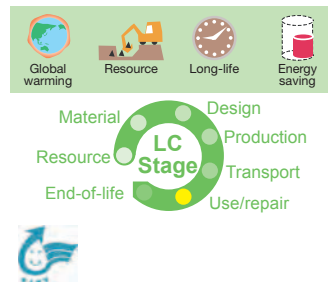 Global
warming
Resource
Long-life
Energy
saving
Material
Design
Production
Resource
LC
Stage
Transport
End-of-life
Use/repair